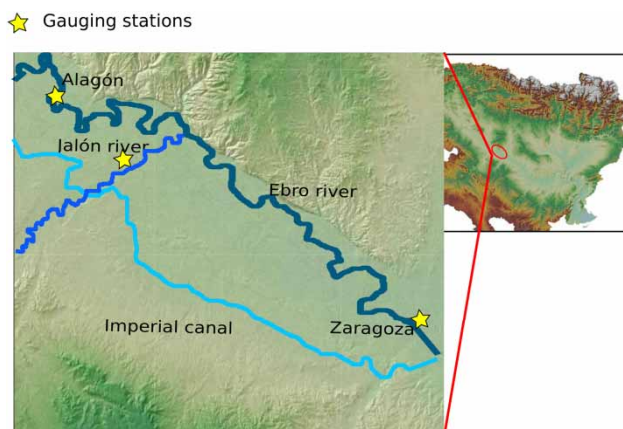 Gauging stations
Alagón
Jalón river
Ebro river
Imperial canal
Zaragoza